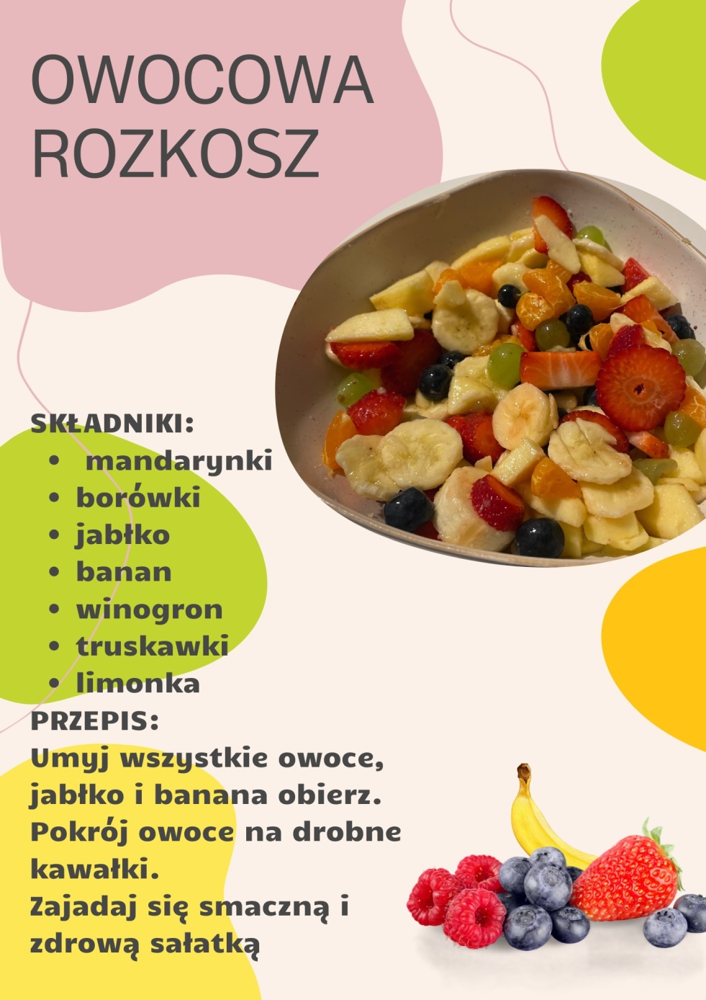 OWOCOWA
ROZKOSZ
SKŁADNIKI:
• mandarynki
• borówki
• jabłko
• banan
• winogron
• truskawki
• limonka
PRZEPIS:
Umyj wszystkie owoce,
jabłko i banana obierz.
Pokrój owoce na drobne
kawałki.
Zajadaj się smaczną i
zdrową sałatką